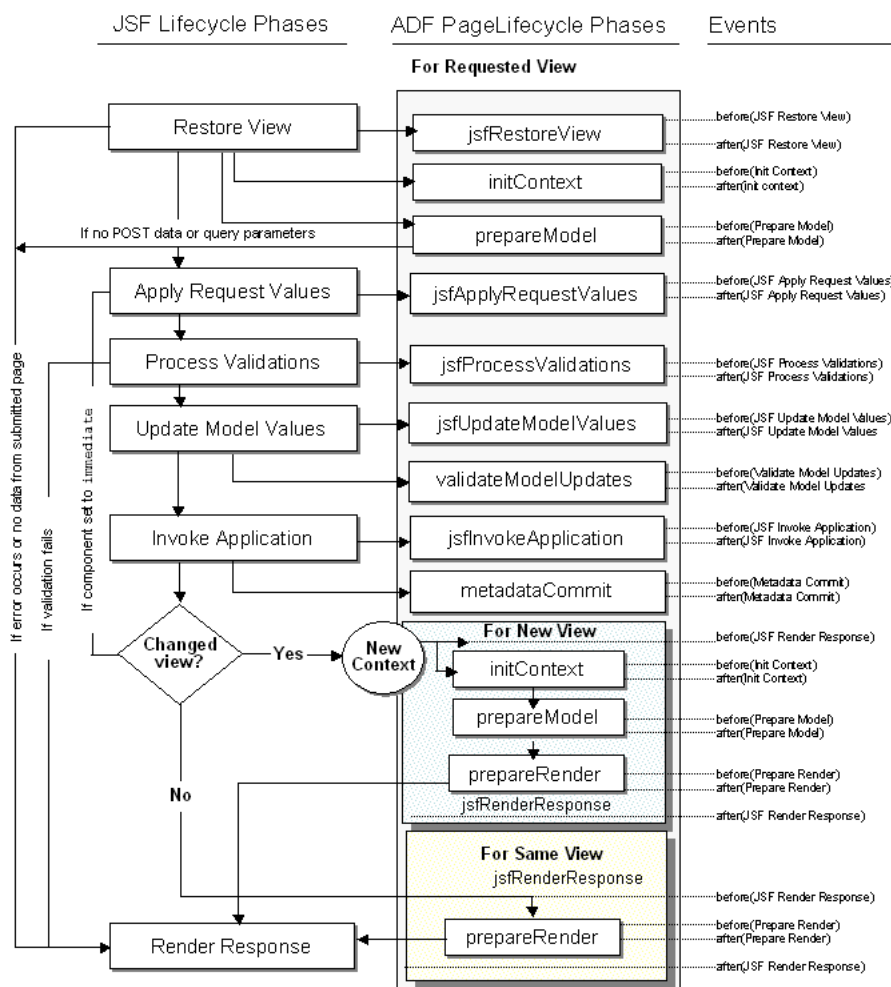 JSF Lifecycle Phases
ADF PageLifecycle Phases
Events
For Requested View
Restore View
jsfRestoreView
before(JSF Restore View)
after(JSF Restore View)
initContext
before(Init Context)
after(init context)
If no POST data or query parameters
prepareModel
before(Prepare Model)
after(Prepare Model)
Apply Request Values
jsfApplyRequestValues
before(JSF Apply Request Values)
after(JSF Apply Request Values)
Process Validations
jsfProcessValidations
before(JSF Process Validations)
after(JSF Process Validations)
Update Model Values
jsfUpdateModelValues
before(JSF Update Model Values)
after(JSF Update Model Values
validateModelUpdates
before(Validate Model Updates)
after(Validate Model Updates
Invoke Application
jsfInvokeApplication
before(JSF Invoke Application)
after(JSF Invoke Application)
metadataCommit
before(Metadata Commit)
after(Metadata Commit)
If error occurs or no data from submitted page
If validation fails
If component set to immediate
Changed
view?
Yes
New
Context
For New View
before(JSF Render Response)
initContext
before(Init Context)
after(Init Context)
prepareModel
before(Prepare Model)
after(Prepare Model)
prepareRender
before(Prepare Render)
after(Prepare Render)
No
jsfRenderResponse
after(JSF Render Response)
For Same View
jsfRenderResponse
before(JSF Render Response)
Render Response
prepareRender
before(Prepare Render)
after(Prepare Render)
after(JSF Render Response)